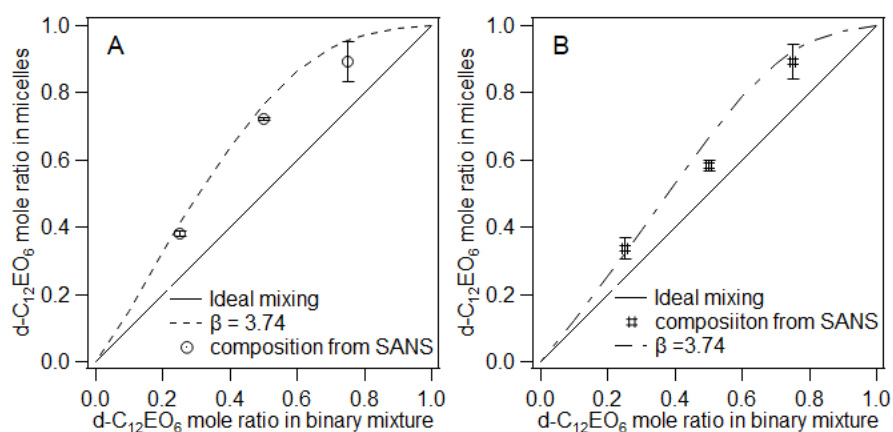 A
1.0
0.8
0.6
0.4
0.2
0.0
d-C₁₂EO₆ mole ratio in micelles
Ideal mixing
β = 3.74
composition from SANS
0.0 0.2 0.4 0.6 0.8 1.0
d-C₁₂EO₆ mole ratio in binary mixture
B
1.0
0.8
0.6
0.4
0.2
0.0
d-C₁₂EO₆ mole ratio in micelles
Ideal mixing
composiiton from SANS
β =3.74
0.0 0.2 0.4 0.6 0.8 1.0
d-C₁₂EO₆ mole ratio in binary mixture